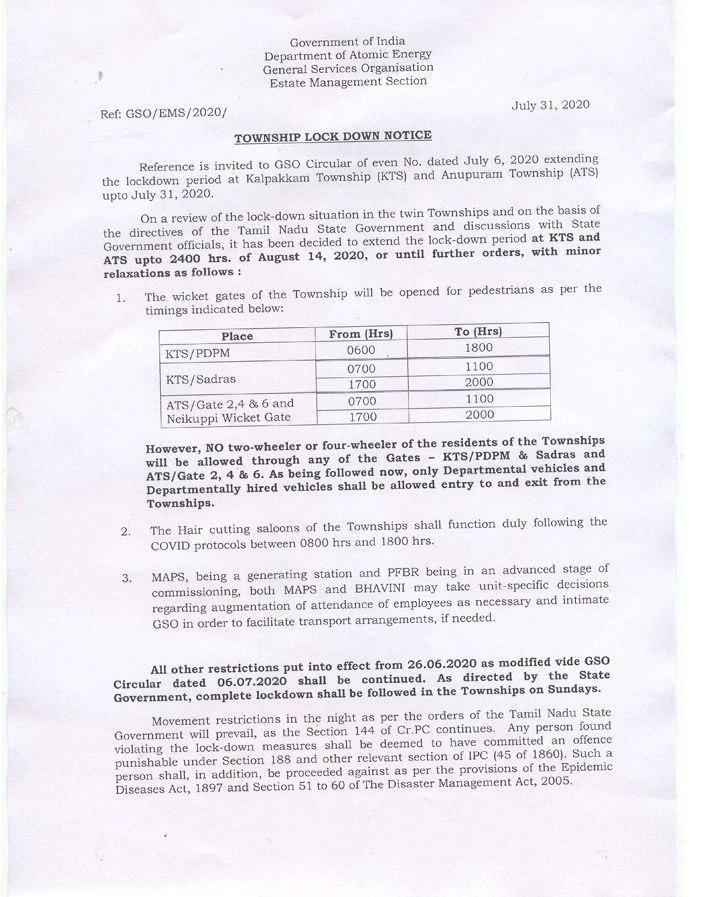 Government of India
Department of Atomic Energy
General Services Organisation
Estate Management Section
Ref: GSO/EMS/2020/
July 31, 2020
TOWNSHIP LOCK DOWN NOTICE
Reference is invited to GSO Circular of even No. dated July 6, 2020 extending
the lockdown period at Kalpakkam Township (KTS) and Anupuram Township (ATS)
upto July 31, 2020.
On a review of the lock-down situation in the twin Townships and on the basis of
the directives of the Tamil Nadu State Government and discussions with State
Government officials, it has been decided to extend the lock-down period at KTS and
ATS upto 2400 hrs. of August 14, 2020, or until further orders, with minor
relaxations as follows :
1. The wicket gates of the Township will be opened for pedestrians as per the
timings indicated below:
Place From (Hrs) To (Hrs)
KTS/PDPM 0600 1800
KTS/Sadras 0700 1100
1700 2000
ATS/Gate 2,4 & 6 and 0700 1100
Neikuppi Wicket Gate 1700 2000
However, NO two-wheeler or four-wheeler of the residents of the Townships
will be allowed through any of the Gates – KTS/PDPM & Sadras and
ATS/Gate 2, 4 & 6. As being followed now, only Departmental vehicles and
Departmentally hired vehicles shall be allowed entry to and exit from the
Townships.
2. The Hair cutting saloons of the Townships shall function duly following the
COVID protocols between 0800 hrs and 1800 hrs.
3. MAPS, being a generating station and PFBR being in an advanced stage of
commissioning, both MAPS and BHAVINI may take unit-specific decisions
regarding augmentation of attendance of employees as necessary and intimate
GSO in order to facilitate transport arrangements, if needed.
All other restrictions put into effect from 26.06.2020 as modified vide GSO
Circular dated 06.07.2020 shall be continued. As directed by the State
Government, complete lockdown shall be followed in the Townships on Sundays.
Movement restrictions in the night as per the orders of the Tamil Nadu State
Government will prevail, as the Section 144 of Cr.PC continues. Any person found
violating the lock-down measures shall be deemed to have committed an offence
punishable under Section 188 and other relevant section of IPC (45 of 1860). Such a
person shall, in addition, be proceeded against as per the provisions of the Epidemic
Diseases Act, 1897 and Section 51 to 60 of The Disaster Management Act, 2005.